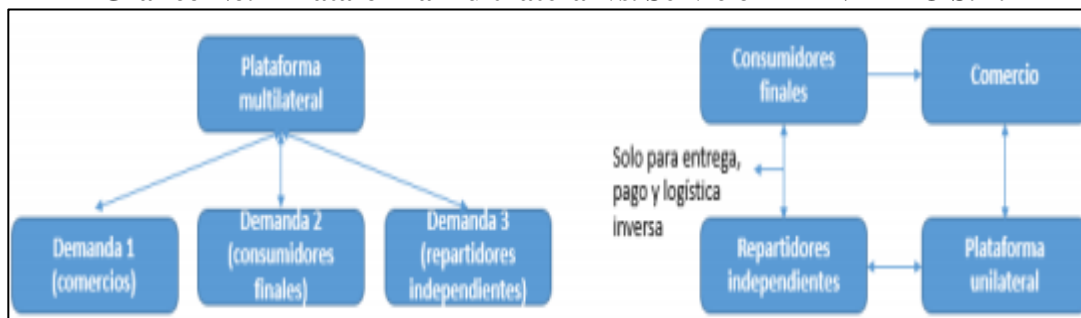 Plataforma
multilateral
Demanda 1
(comercios)
Demanda 2
(consumidores
finales)
Demanda 3
(repartidores
independientes)
Consumidores
finales
Comercio
Solo para entrega,
pago y logística
inversa
Repartidores
independientes
Plataforma
unilateral